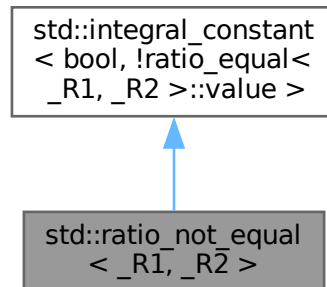 std::integral_constant
< bool, !ratio_equal<
_R1, _R2 >::value >
std::ratio_not_equal
< _R1, _R2 >